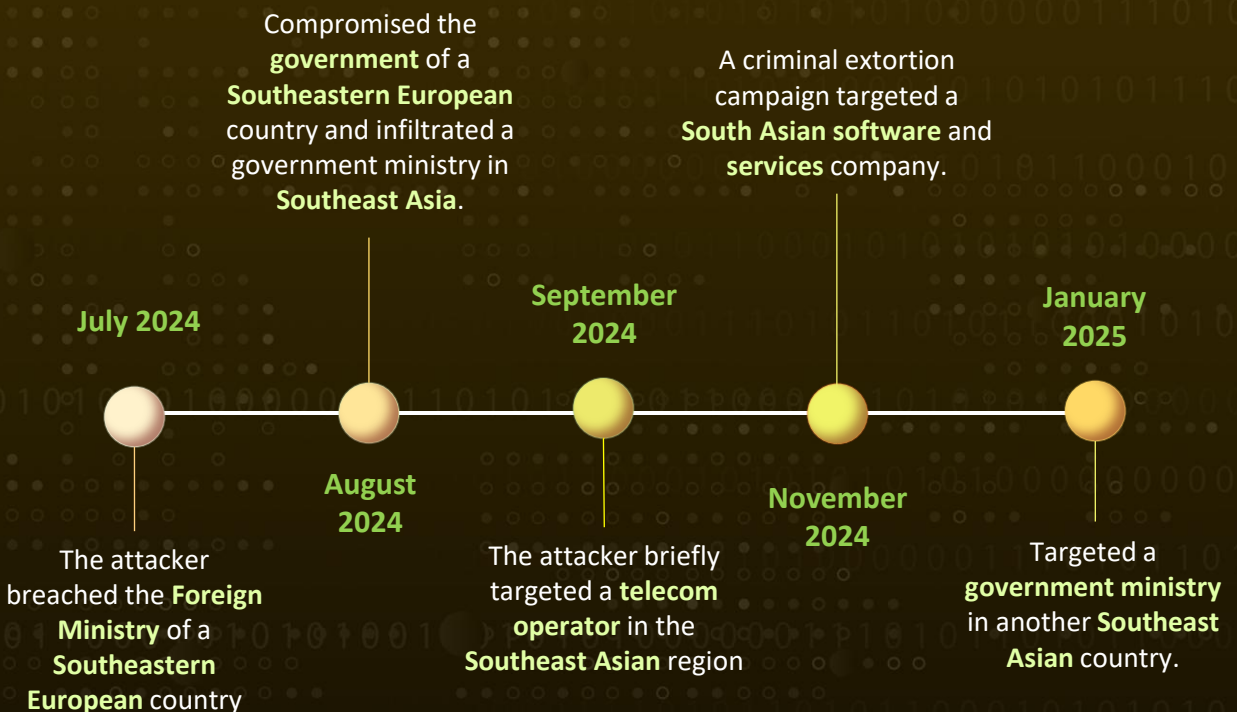 Compromised the
government of a
Southeastern European
country and infiltrated a
government ministry in
Southeast Asia.
A criminal extortion
campaign targeted a
South Asian software and
services company.
July 2024
September
2024
January
2025
August
2024
November
2024
The attacker
breached the Foreign
Ministry of a
Southeastern
European country
The attacker briefly
targeted a telecom
operator in the
Southeast Asian region
Targeted a
government ministry
in another Southeast
Asian country.